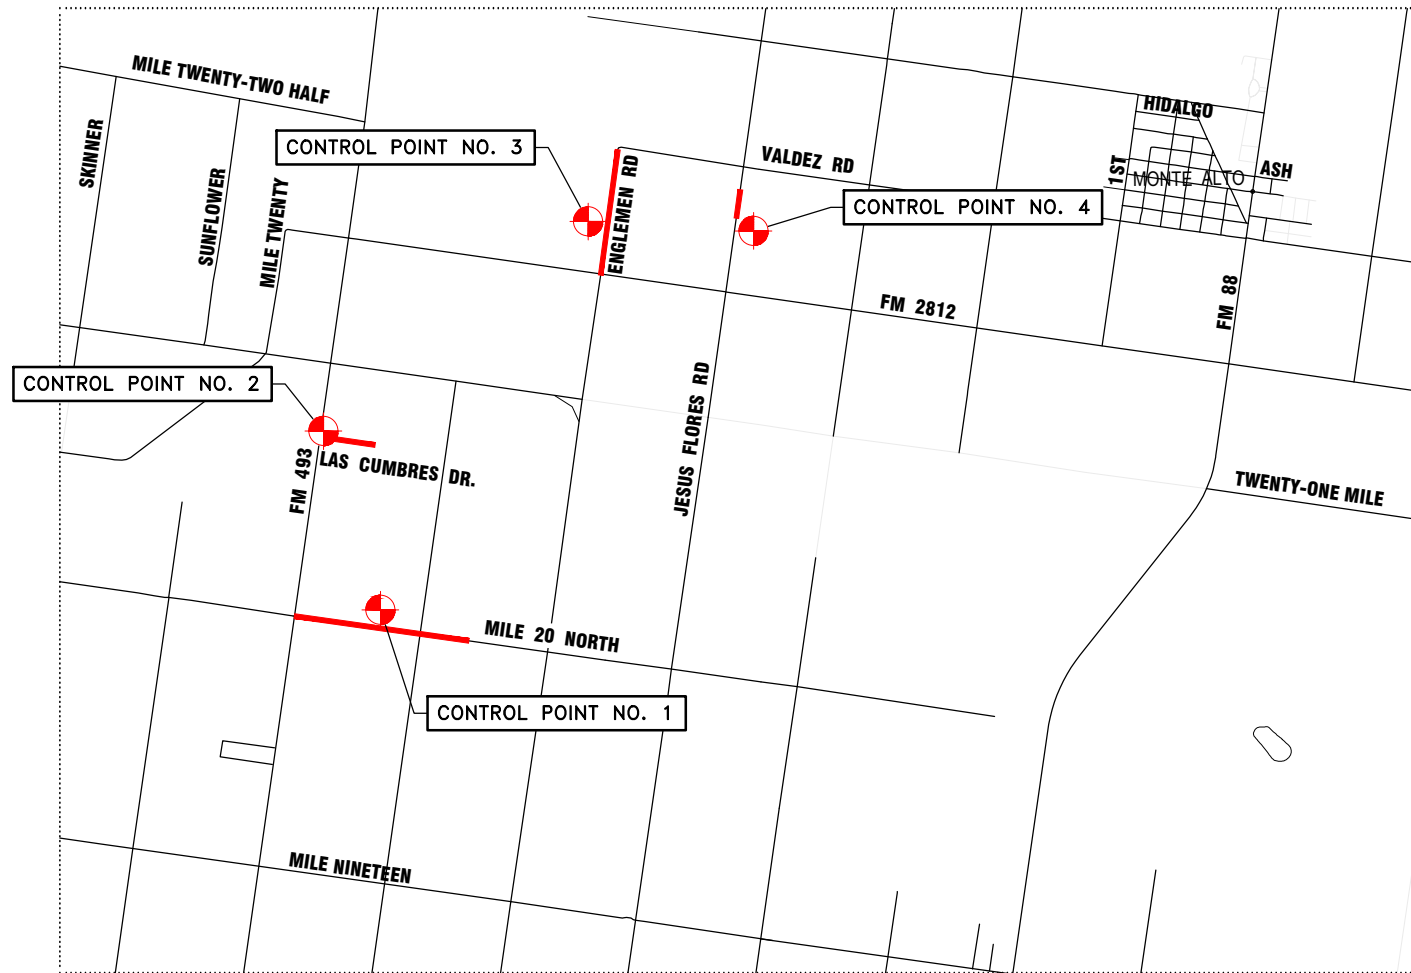 MILE TWENTY-TWO HALF
HIDALGO
SKINNER
CONTROL POINT NO. 3
VALDEZ RD
ASH
1ST
MONTE ALTO
SUNFLOWER
MILE TWENTY
ENGLEMEN RD
CONTROL POINT NO. 4
FM 2812
FM 88
CONTROL POINT NO. 2
JESUS FLORES RD
FM 493
LAS CUMBRES DR.
TWENTY-ONE MILE
MILE 20 NORTH
CONTROL POINT NO. 1
MILE NINETEEN